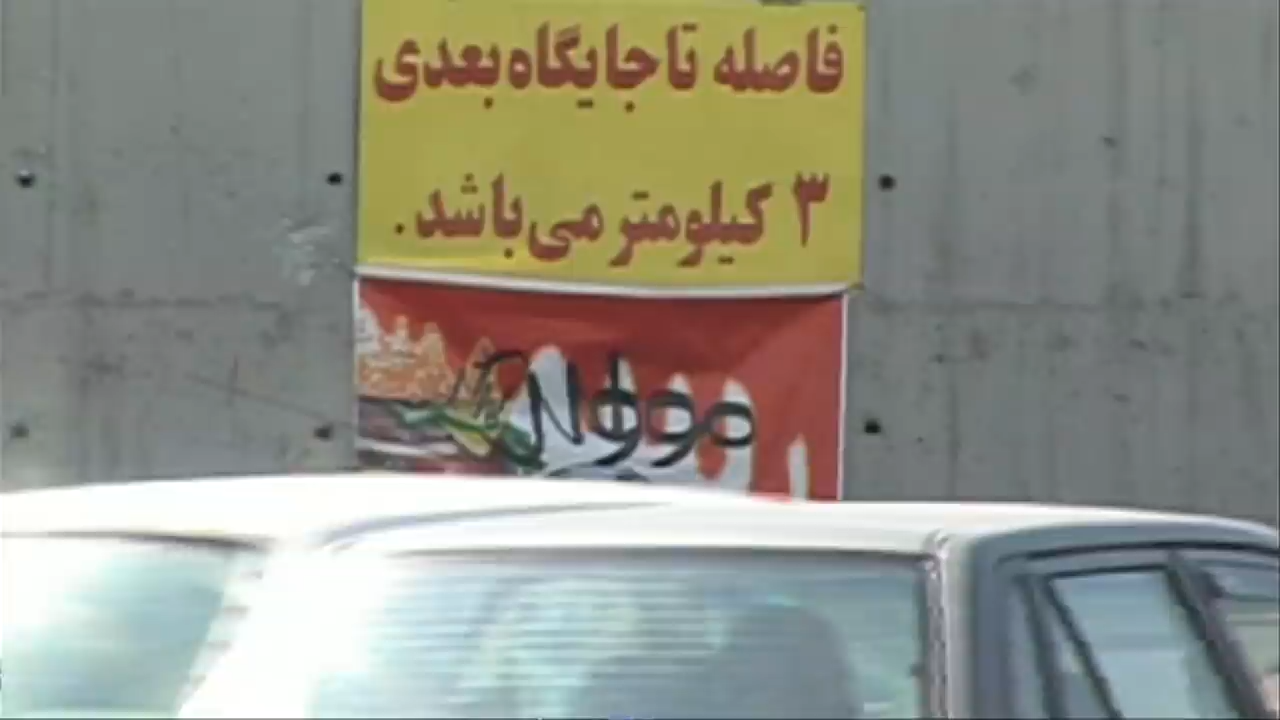 فاصله تا جایگاه بعدی
۳ کیلومتر می‌باشد.